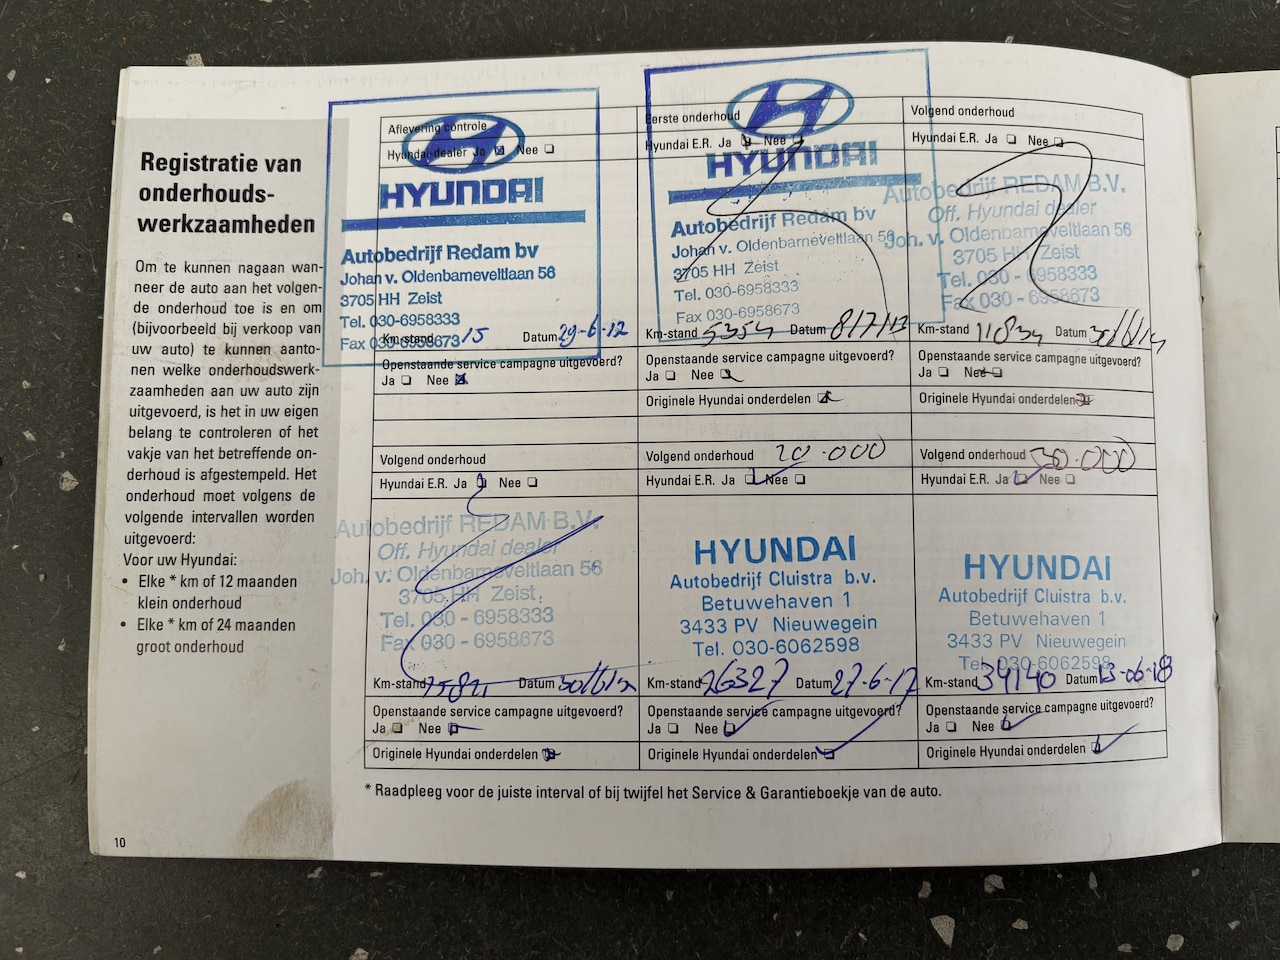 Registratie van
onderhouds-
werkzaamheden
Om te kunnen nagaan wan-
neer de auto aan het volgen-
de onderhoud toe is en om
(bijvoorbeeld bij verkoop van
uw auto) te kunnen aanto-
nen welke onderhoudswerk-
zaamheden aan uw auto zijn
uitgevoerd, is het in uw eigen
belang te controleren of het
vakje van het betreffende on-
derhoud is afgestempeld. Het
onderhoud moet volgens de
volgende intervallen worden
uitgevoerd:
Voor uw Hyundai:
• Elke * km of 12 maanden
klein onderhoud
• Elke * km of 24 maanden
groot onderhoud
10
Aflevering controle
Hyundai-dealer Ja Nee
HYUNDAI
Autobedrijf Redam bv
Johan v. Oldenbarneveltlaan 56
3705 HH Zeist
Tel. 030-6958333
Fax 030-6958673
Km-stand 15 Datum 29-6-12
Openstaande service campagne uitgevoerd?
Ja Nee
Eerste onderhoud
Hyundai E.R. Ja Nee
HYUNDAI
Autobedrijf Redam bv
Johan v. Oldenbarneveltlaan 56
3705 HH Zeist
Tel. 030-6958333
Fax 030-6958673
Km-stand 5354 Datum 8/7/13
Openstaande service campagne uitgevoerd?
Ja Nee
Originele Hyundai onderdelen
Volgend onderhoud
Hyundai E.R. Ja Nee
Autobedrijf REDAM B.V.
Off. Hyundai dealer
Joh. v. Oldenbarneveltlaan 56
3705 HH Zeist
Tel. 030 - 6958333
Fax 030 - 6958673
Km-stand 11834 Datum
Openstaande service campagne uitgevoerd?
Ja Nee
Originele Hyundai onderdelen
Volgend onderhoud
Hyundai E.R. Ja Nee
Autobedrijf REDAM B.V.
Off. Hyundai dealer
Joh. v. Oldenbarneveltlaan 56
3705 HH Zeist.
Tel. 030 - 6958333
Fax 030 - 6958673
Km-stand Datum
Openstaande service campagne uitgevoerd?
Ja Nee
Originele Hyundai onderdelen
Volgend onderhoud 20.000
Hyundai E.R. Ja Nee
HYUNDAI
Autobedrijf Cluistra b.v.
Betuwehaven 1
3433 PV Nieuwegein
Tel. 030-6062598
Km-stand 26327 Datum 27-6-17
Openstaande service campagne uitgevoerd?
Ja Nee
Originele Hyundai onderdelen
Volgend onderhoud 30.000
Hyundai E.R. Ja Nee
HYUNDAI
Autobedrijf Cluistra b.v.
Betuwehaven 1
3433 PV Nieuwegein
Tel. 030-6062598
Km-stand 34140 Datum 13-06-18
Openstaande service campagne uitgevoerd?
Ja Nee
Originele Hyundai onderdelen
* Raadpleeg voor de juiste interval of bij twijfel het Service & Garantieboekje van de auto.